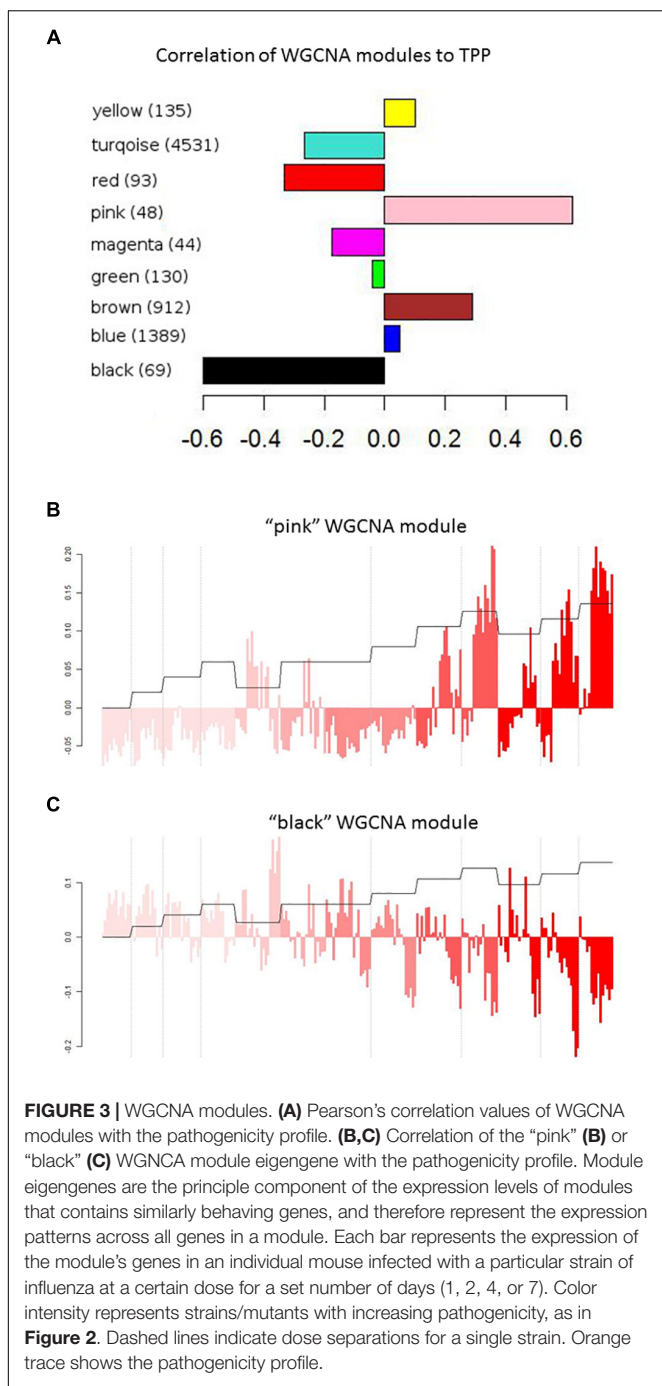 A
Correlation of WGCNA modules to TPP
yellow (135)
turqoise (4531)
red (93)
pink (48)
magenta (44)
green (130)
brown (912)
blue (1389)
black (69)
-0.6 -0.4 -0.2 0.0 0.2 0.4 0.6
B
"pink" WGCNA module
0.20
0.15
0.10
0.05
0.00
-0.05
C
"black" WGCNA module
0.1
0.0
-0.1
-0.2
FIGURE 3 | WGCNA modules. (A) Pearson's correlation values of WGCNA
modules with the pathogenicity profile. (B,C) Correlation of the "pink" (B) or
"black" (C) WGNCA module eigengene with the pathogenicity profile. Module
eigengenes are the principle component of the expression levels of modules
that contains similarly behaving genes, and therefore represent the expression
patterns across all genes in a module. Each bar represents the expression of
the module's genes in an individual mouse infected with a particular strain of
influenza at a certain dose for a set number of days (1, 2, 4, or 7). Color
intensity represents strains/mutants with increasing pathogenicity, as in
Figure 2. Dashed lines indicate dose separations for a single strain. Orange
trace shows the pathogenicity profile.